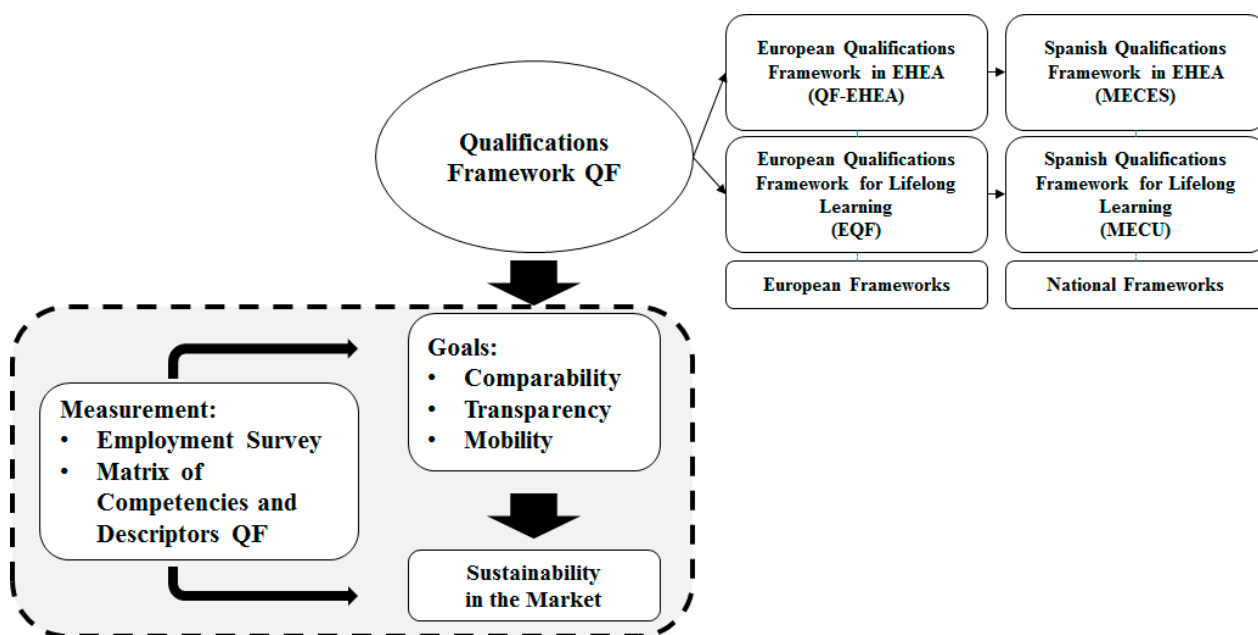 Qualifications
Framework QF
European Qualifications
Framework in EHEA
(QF-EHEA)
Spanish Qualifications
Framework in EHEA
(MECES)
European Qualifications
Framework for Lifelong
Learning
(EQF)
Spanish Qualifications
Framework for Lifelong
Learning
(MECU)
European Frameworks
National Frameworks
Goals:
• Comparability
• Transparency
• Mobility
Measurement:
• Employment Survey
• Matrix of
Competencies and
Descriptors QF
Sustainability
in the Market